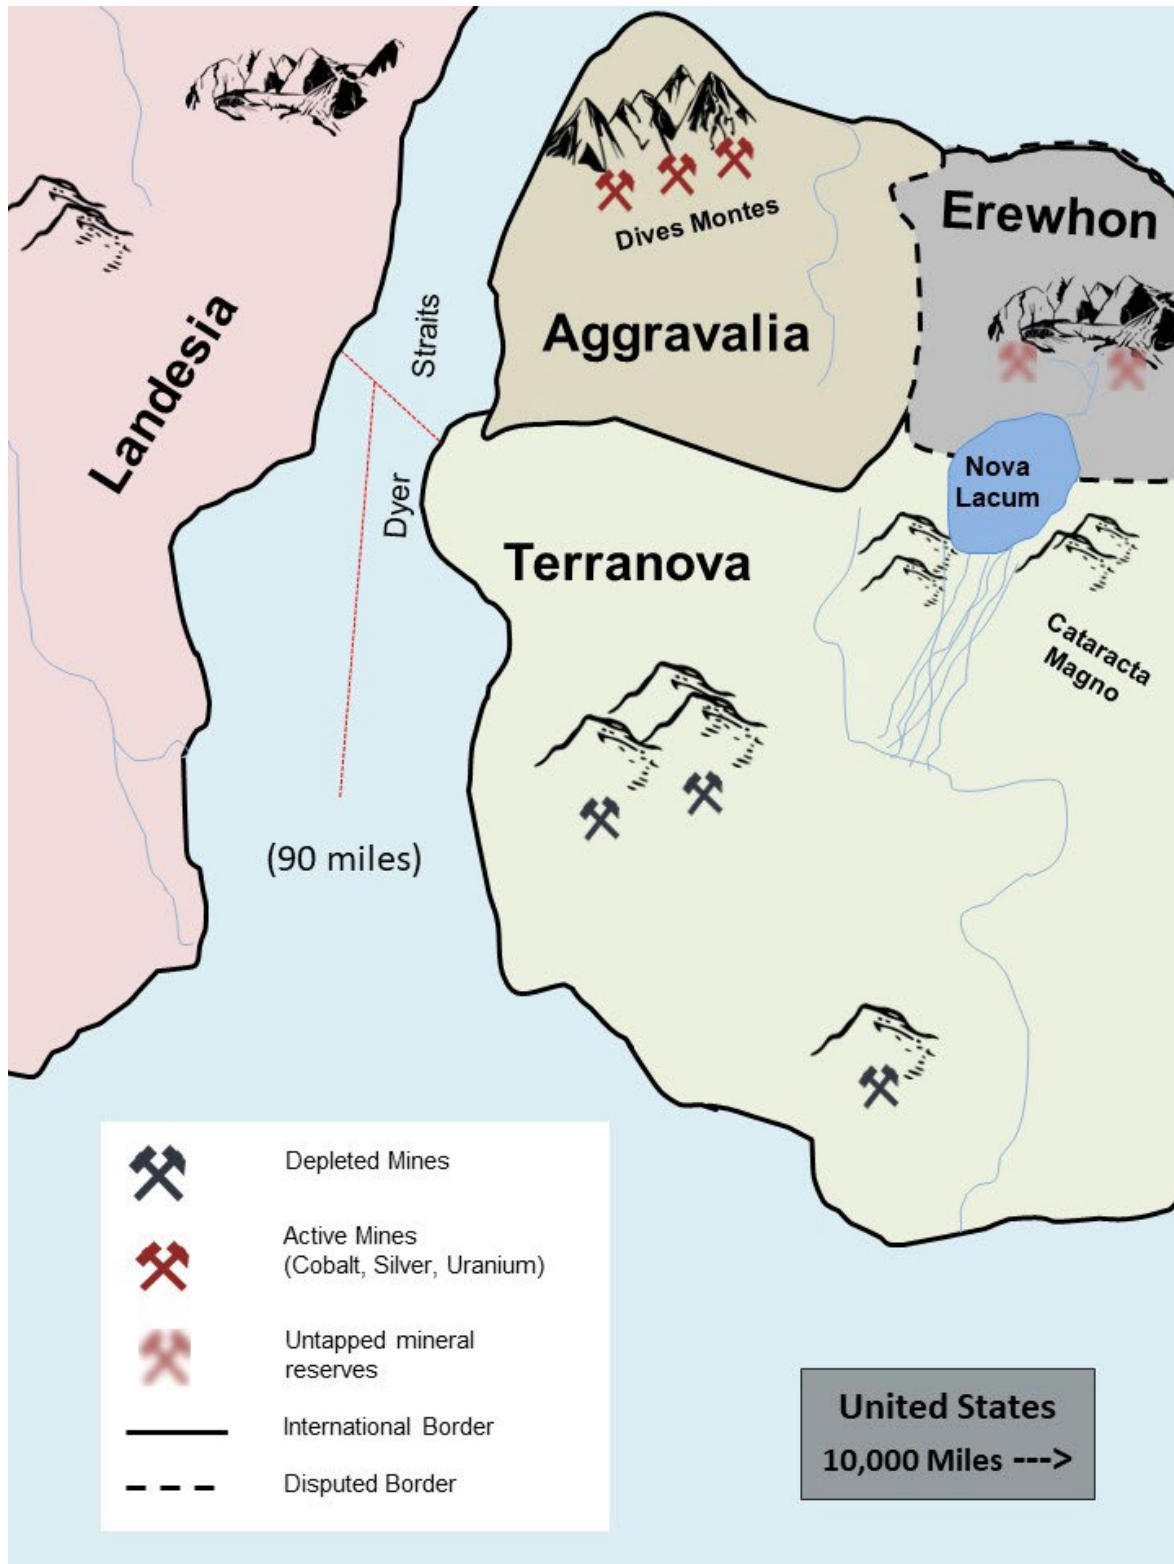 Erewhon
Dives Montes
Straits
Aggravalia
Landesia
Nova
Lacum
Dyer
Terranova
Cataracta
Magno
(90 miles)
Depleted Mines
Active Mines
(Cobalt, Silver, Uranium)
Untapped mineral
reserves
International Border
Disputed Border
United States
10,000 Miles --->